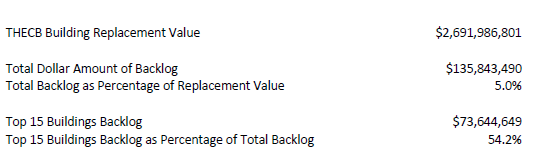 THECB Building Replacement Value $2,691,986,801
Total Dollar Amount of Backlog $135,843,490
Total Backlog as Percentage of Replacement Value 5.0%
Top 15 Buildings Backlog $73,644,649
Top 15 Buildings Backlog as Percentage of Total Backlog 54.2%